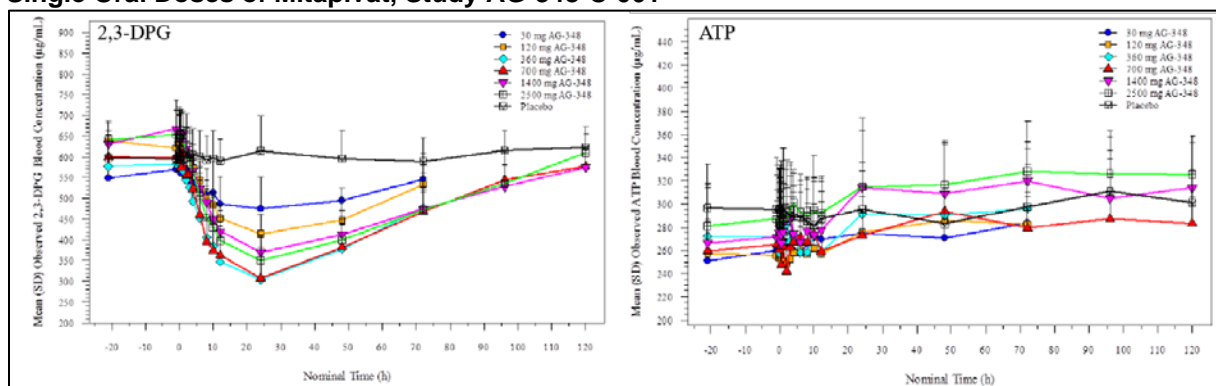 Single Oral Doses of Mitapivat, Study AG-348-C-001
2,3-DPG
30 mg AG-348
120 mg AG-348
360 mg AG-348
700 mg AG-348
1400 mg AG-348
2500 mg AG-348
Placebo
Mean (SD) Observed 2,3-DPG Blood Concentration (µg/mL)
900
850
800
750
700
650
600
550
500
450
400
350
300
250
200
-20 -10 0 10 20 30 40 50 60 70 80 90 100 110 120
Nominal Time (h)
ATP
30 mg AG-348
120 mg AG-348
360 mg AG-348
700 mg AG-348
1400 mg AG-348
2500 mg AG-348
Placebo
Mean (SD) Observed ATP Blood Concentration (µg/mL)
440
420
400
380
360
340
320
300
280
260
240
220
200
-20 -10 0 10 20 30 40 50 60 70 80 90 100 110 120
Nominal Time (h)